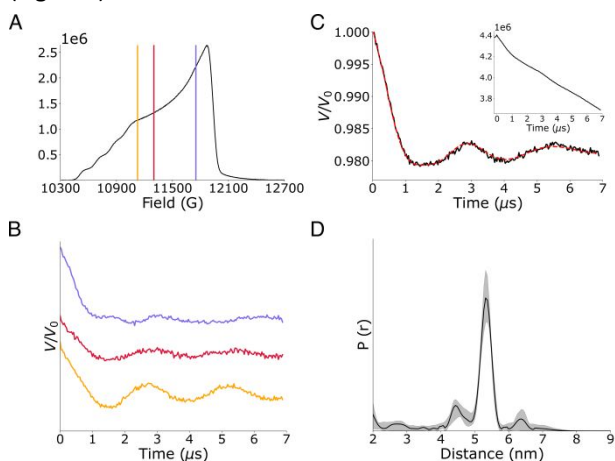 A
1e6
2.5
2.0
1.5
1.0
0.5
10300 10900 11500 12100 12700
Field (G)
B
V/V0
0 1 2 3 4 5 6 7
Time (μs)
C
V/V0
1.000
0.995
0.990
0.985
0.980
0 1 2 3 4 5 6 7
Time (μs)
1e6
4.4
4.2
4.0
3.8
0 1 2 3 4 5 6 7
Time (μs)
D
P (r)
2 3 4 5 6 7 8 9
Distance (nm)